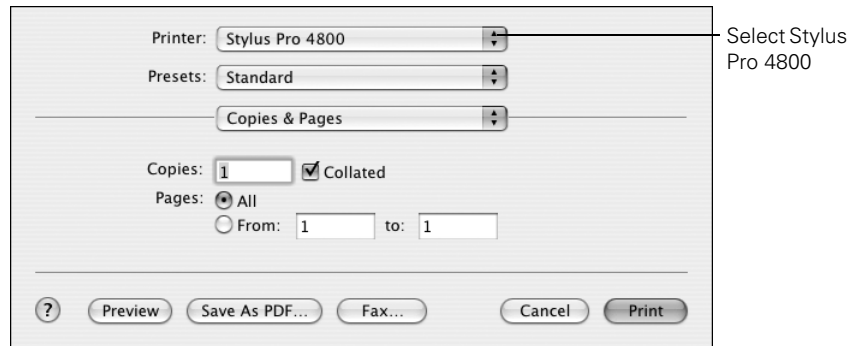 Printer: Stylus Pro 4800
Select Stylus
Pro 4800
Presets: Standard
Copies & Pages
Copies: 1 Collated
Pages: All
From: 1 to: 1
? Preview Save As PDF... Fax... Cancel Print